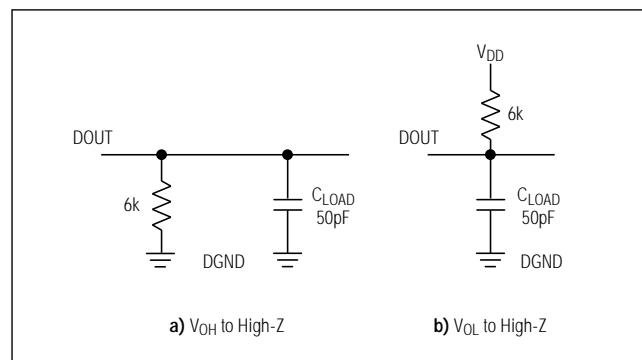 DOUT
6k
C_LOAD
50pF
DGND
a) V_OH to High-Z
V_DD
6k
DOUT
C_LOAD
50pF
DGND
b) V_OL to High-Z